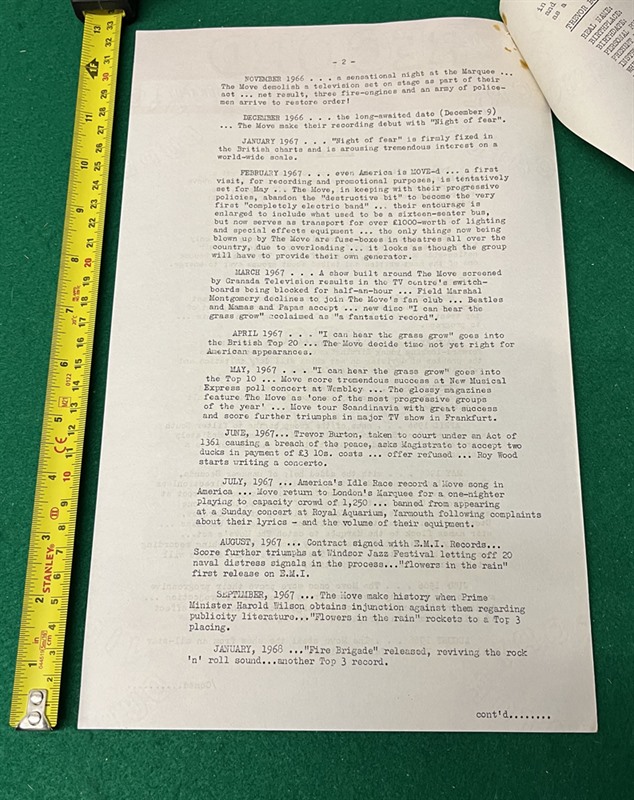 - 2 -
NOVEMBER 1966 . . . a sensational night at the Marquee ...
The Move demolish a television set on stage as part of their
act ... net result, three fire-engines and an army of police-
men arrive to restore order!
DECEMBER 1966 . . . the long-awaited date (December 9)
... The Move make their recording debut with "Night of fear".
JANUARY 1967 . . . "Night of fear" is firmly fixed in
the British charts and is arousing tremendous interest on a
world-wide scale.
FEBRUARY 1967 . . . even America is MOVE-d ... a first
visit, for recording and promotional purposes, is tentatively
set for May ... The Move, in keeping with their progressive
policies, abandon the "destructive bit" to become the very
first "completely electric band" ... their entourage is
enlarged to include what used to be a sixteen-seater bus,
but now serves as transport for over £1000-worth of lighting
and special effects equipment ... the only things now being
blown up by The Move are fuse-boxes in theatres all over the
country, due to overloading ... it looks as though the group
will have to provide their own generator.
MARCH 1967 . . . A show built around The Move screened
by Granada Television results in the TV centre's switch-
boards being blocked for half-an-hour ... Field Marshal
Montgomery declines to join The Move's fan club ... Beatles
and Mamas and Papas accept ... new disc "I can hear the
grass grow" acclaimed as "a fantastic record".
APRIL 1967 . . . "I can hear the grass grow" goes into
the British Top 20 ... The Move decide time not yet right for
American appearances.
MAY, 1967 . . . "I can hear the grass grow" goes into
the Top 10 ... Move score tremendous success at New Musical
Express poll concert at Wembley ... The glossy magazines
feature The Move as 'one of the most progressive groups
of the year' ... Move tour Scandinavia with great success
and score further triumphs in major TV show in Frankfurt.
JUNE, 1967... Trevor Burton, taken to court under an Act of
1361 causing a breach of the peace, asks Magistrate to accept two
ducks in payment of £3 10s. costs ... offer refused ... Roy Wood
starts writing a concerto.
JULY, 1967 ... America's Idle Race record a Move song in
America ... Move return to London's Marquee for a one-nighter
playing to capacity crowd of 1,250 ... banned from appearing
at a Sunday concert at Royal Aquarium, Yarmouth following complaints
about their lyrics - and the volume of their equipment.
AUGUST, 1967 ... Contract signed with E.M.I. Records...
Score further triumphs at Windsor Jazz Festival letting off 20
naval distress signals in the process..."flowers in the rain"
first release on E.M.I.
SEPTEMBER, 1967 ... The Move make history when Prime
Minister Harold Wilson obtains injunction against them regarding
publicity literature..."Flowers in the rain" rockets to a Top 3
placing.
JANUARY, 1968 ..."Fire Brigade" released, reviving the rock
'n' roll sound...another Top 3 record.
cont'd........
TREVOR
REAL NAME:
BIRTHPLACE:
BIRTHDATE:
PERSONAL
STANLEY